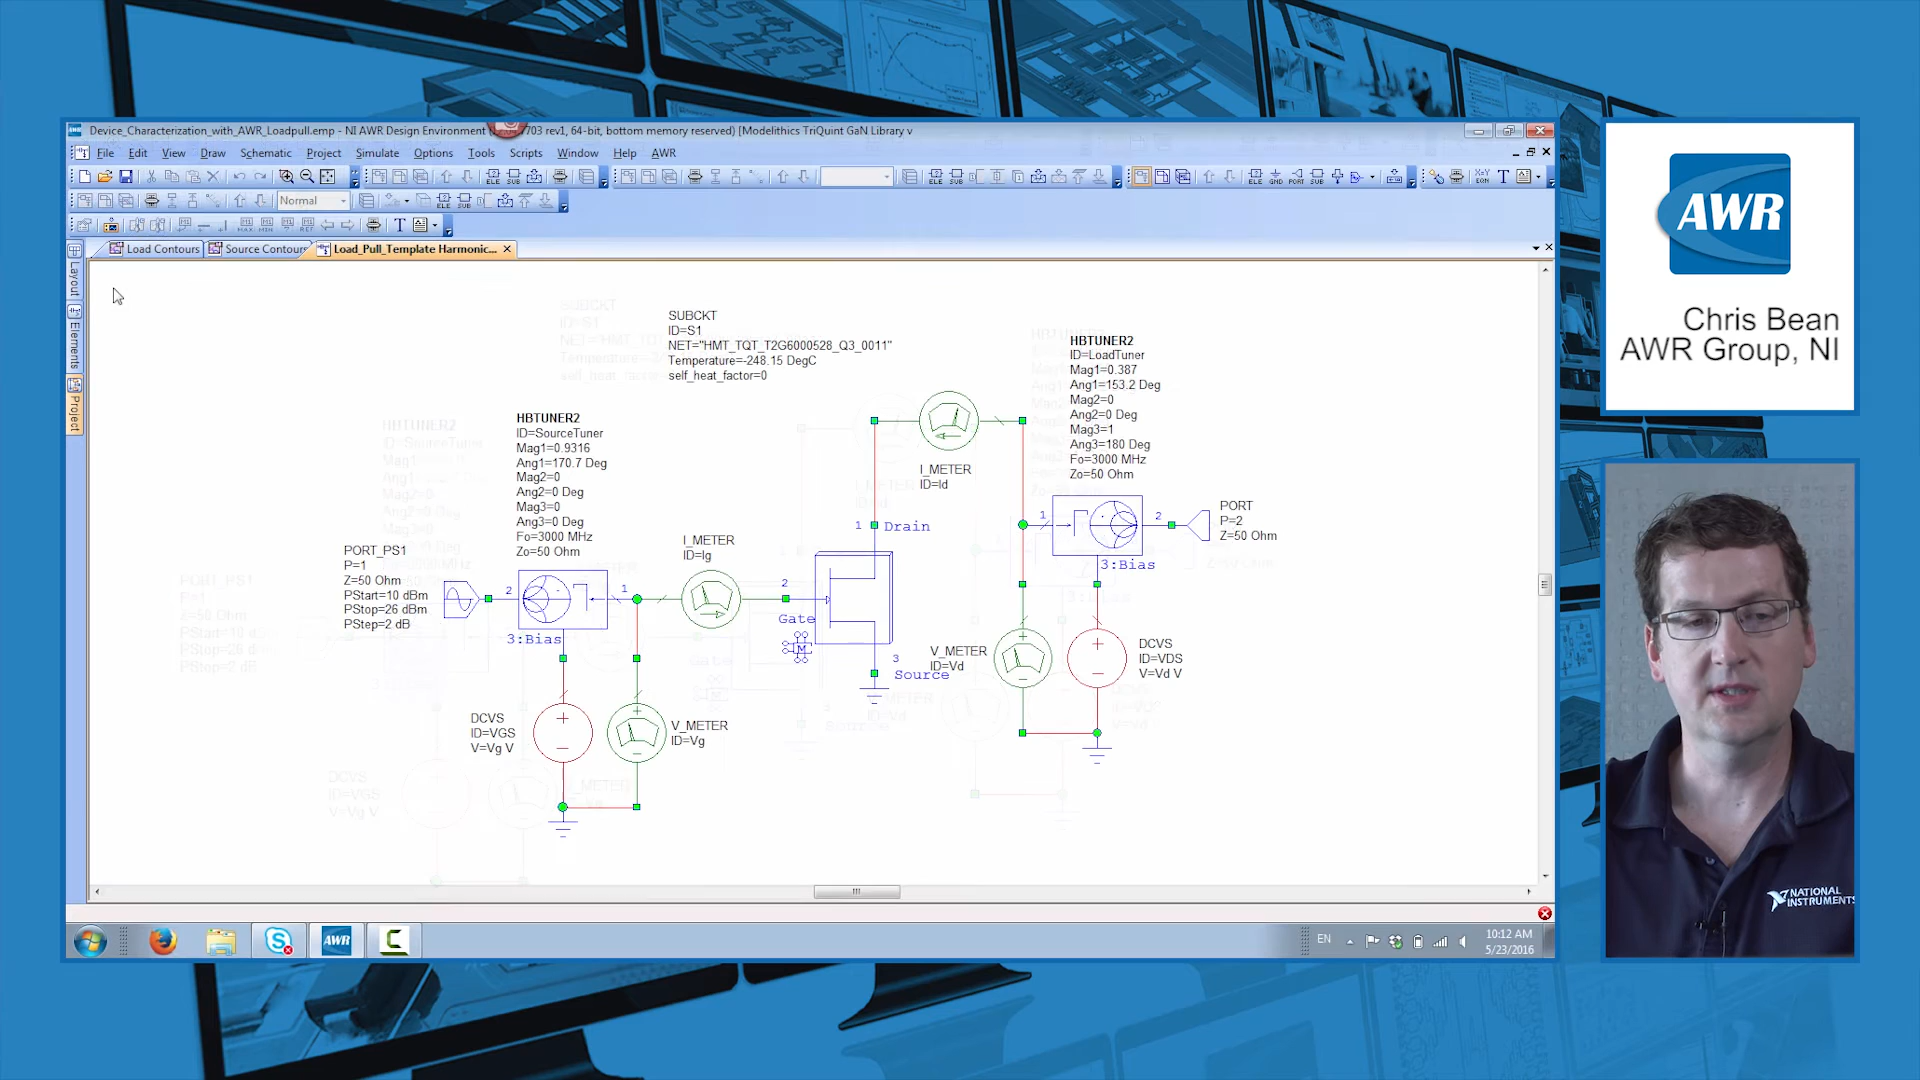 Device_Characterization_with_AWR_Loadpull.emp - NI AWR Design Environment
7703 rev1, 64-bit, bottom memory reserved) [Modelithics TriQuint GaN Library v
File Edit View Draw Schematic Project Simulate Options Tools Scripts Window Help AWR
Normal
Load Contours
Source Contours
Load_Pull_Template Harmonic...
Layout
Elements
Project
SUBCKT
ID=S1
NET="HMT_TQT_T2G6000528_Q3_0011"
Temperature=-248.15 DegC
self_heat_factor=0
HBTUNER2
ID=LoadTuner
Mag1=0.387
Ang1=153.2 Deg
Mag2=0
Ang2=0 Deg
Mag3=1
Ang3=180 Deg
Fo=3000 MHz
Zo=50 Ohm
HBTUNER2
ID=SourceTuner
Mag1=0.9316
Ang1=170.7 Deg
Mag2=0
Ang2=0 Deg
Mag3=0
Ang3=0 Deg
Fo=3000 MHz
Zo=50 Ohm
I_METER
ID=Id
1 Drain
1
2
3:Bias
PORT
P=2
Z=50 Ohm
PORT_PS1
P=1
Z=50 Ohm
PStart=10 dBm
PStop=26 dBm
PStep=2 dB
2
1
3:Bias
I_METER
ID=Ig
2
Gate
M
3
Source
V_METER
ID=Vd
DCVS
ID=VDS
V=Vd V
DCVS
ID=VGS
V=Vg V
V_METER
ID=Vg
AWR
EN
10:12 AM
5/23/2016
AWR
Chris Bean
AWR Group, NI
NATIONAL
INSTRUMENTS